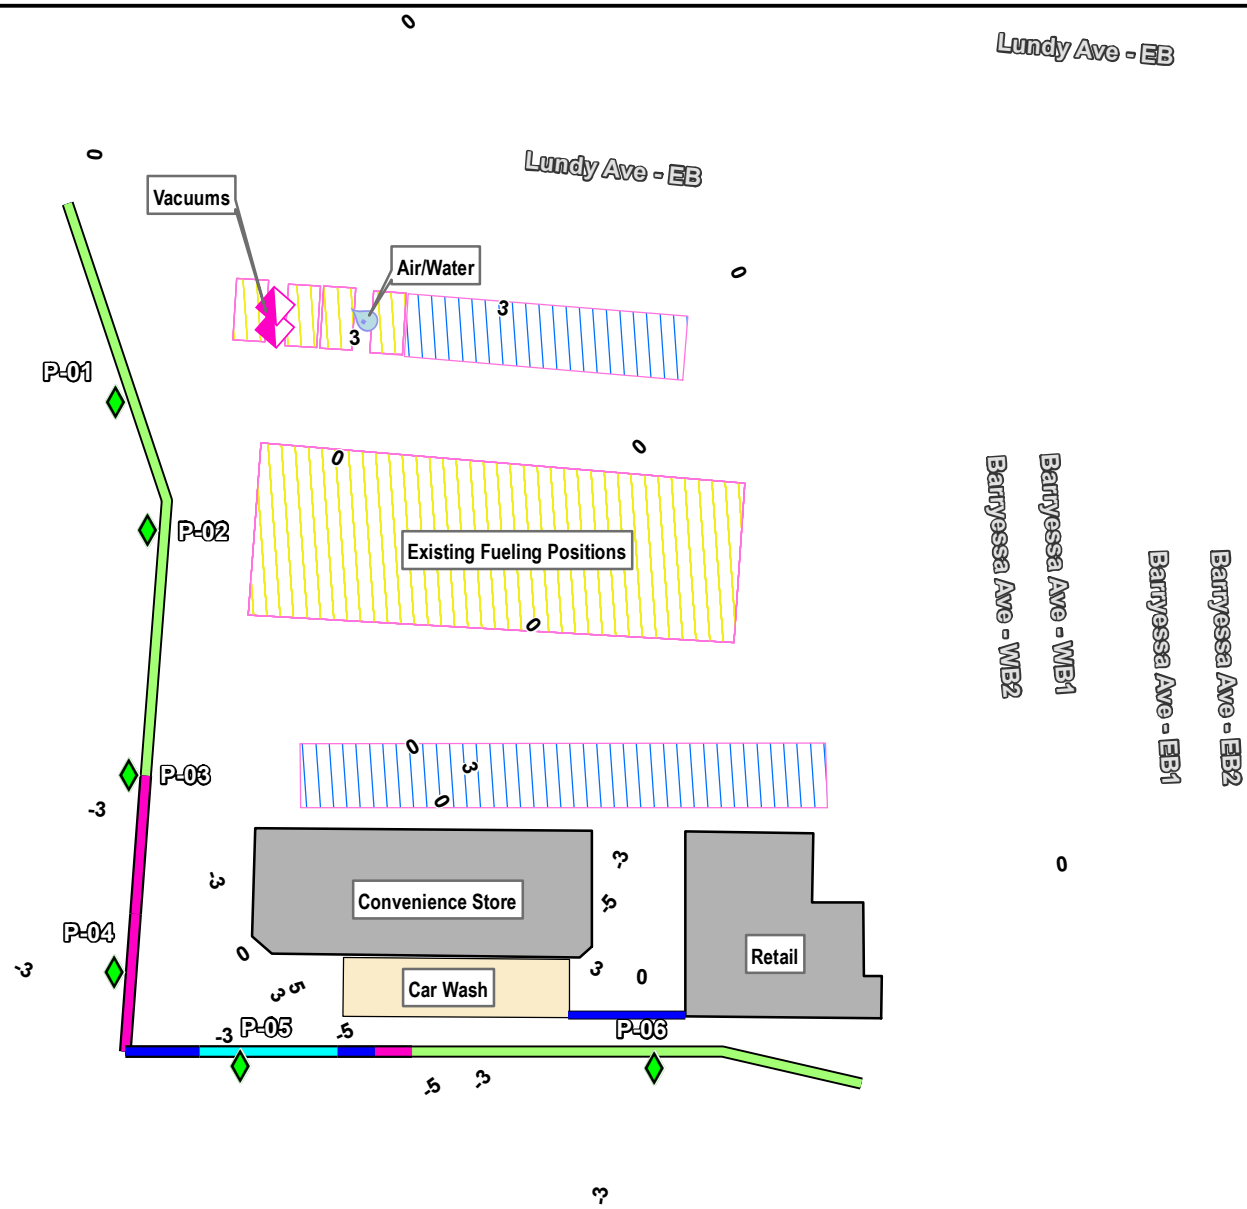 0
Lundy Ave - EB
0
Lundy Ave - EB
Vacuums
Air/Water
0
3
3
P-01
0
0
P-02
Existing Fueling Positions
Barryessa Ave - WB2
Barryessa Ave - WB1
Barryessa Ave - EB1
Barryessa Ave - EB2
0
0
3
0
P-03
-3
-3
-3
0
Convenience Store
-5
P-04
0
-3
3
0
Retail
Car Wash
3
5
-3
P-05
-5
P-06
-5
-3
-3